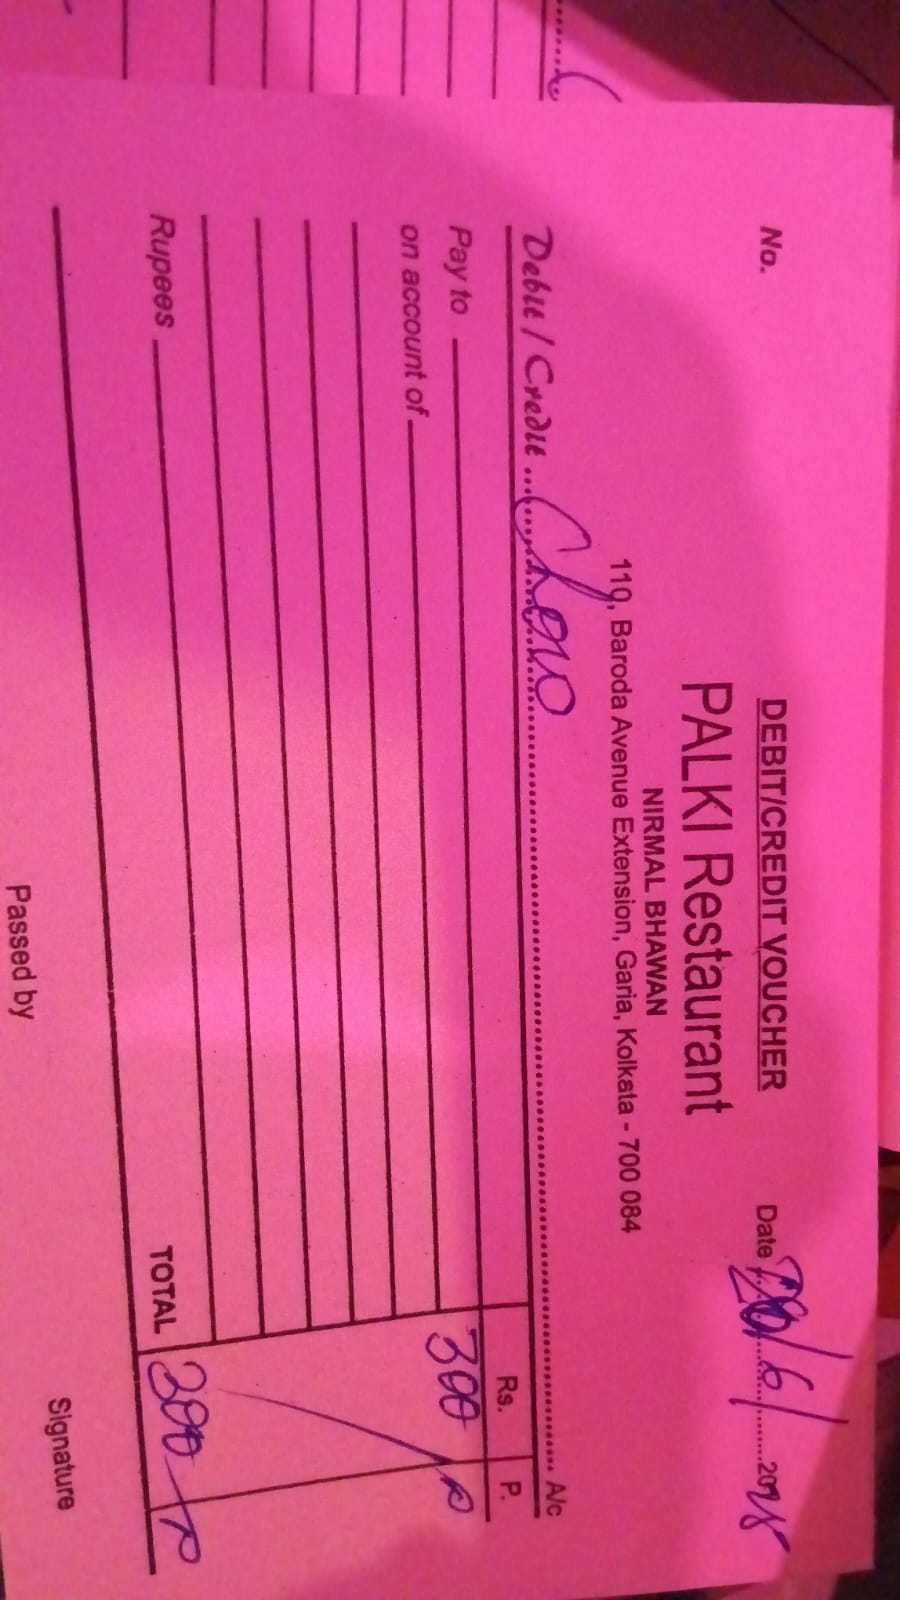 DEBIT/CREDIT VOUCHER
No.
Date 20/6/2018
PALKI Restaurant
NIRMAL BHAWAN
110, Baroda Avenue Extension, Garia, Kolkata - 700 084
Debit / Credit ................ A/c
Rs. P.
Pay to 300
on account of
Rupees
TOTAL 300
Passed by
Signature